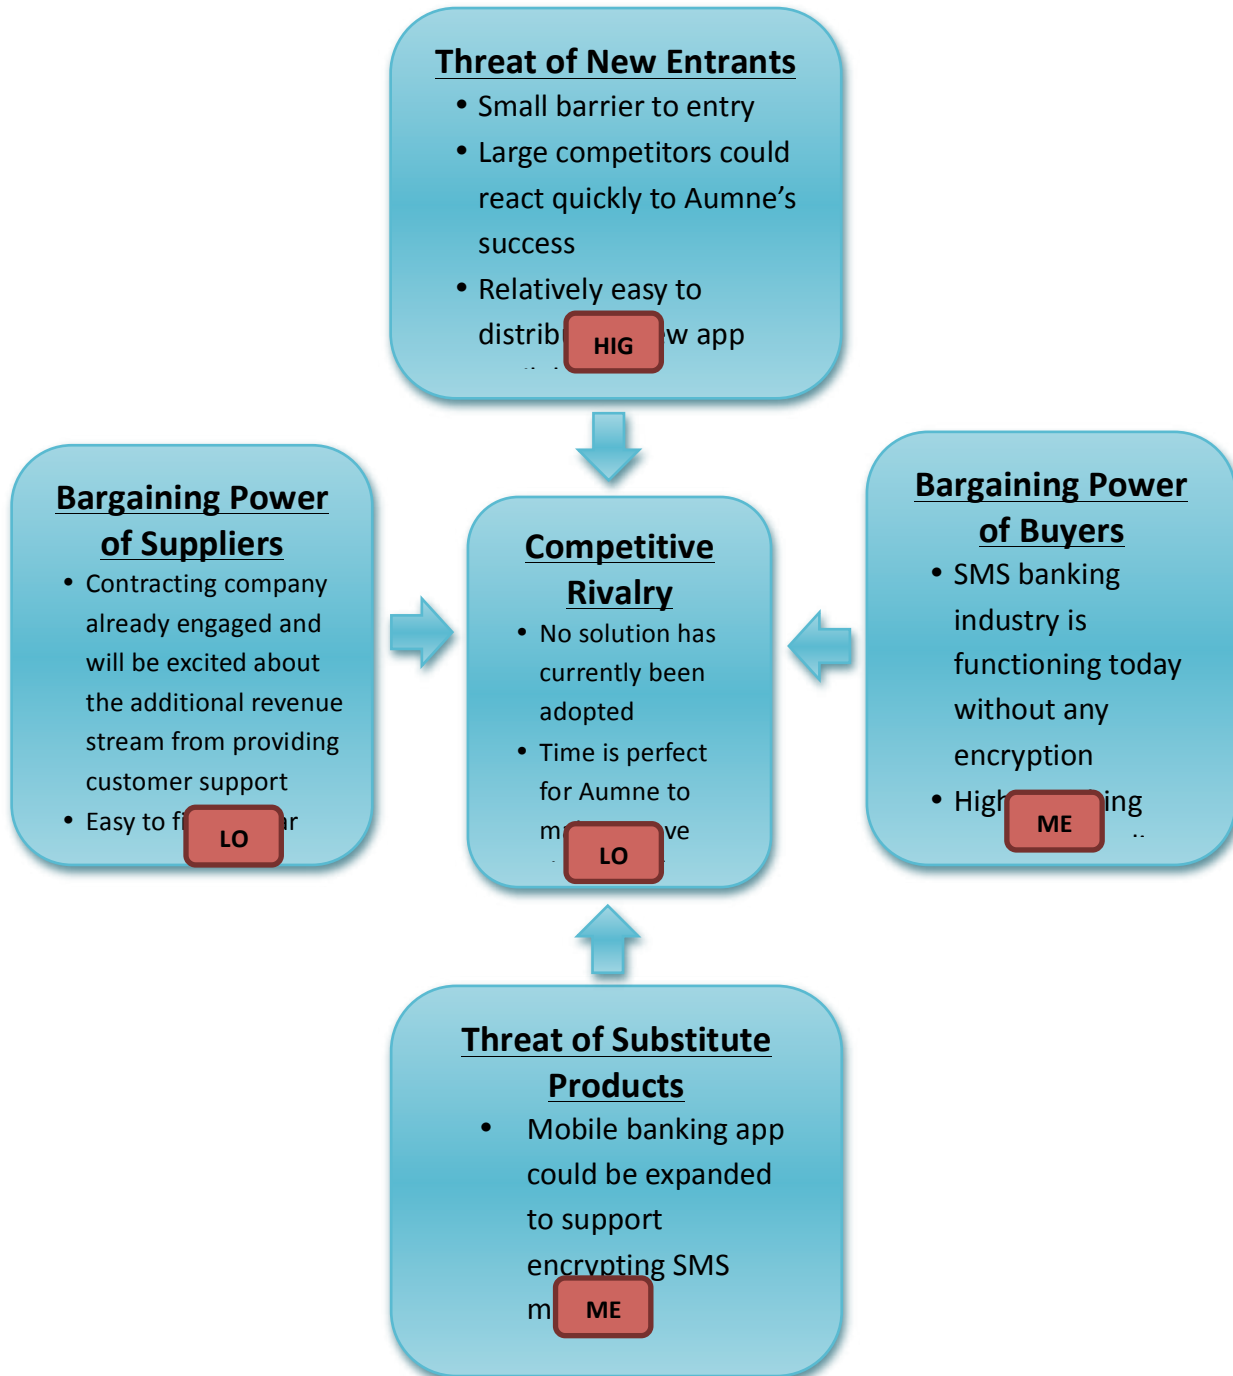 Threat of New Entrants
• Small barrier to entry
• Large competitors could
react quickly to Aumne’s
success
• Relatively easy to
app
HIG
Bargaining Power
of Suppliers
• Contracting company
already engaged and
will be excited about
the additional revenue
stream from providing
customer support
• Easy to
LO
Competitive
Rivalry
• No solution has
currently been
adopted
• Time is perfect
for Aumne to
LO
Bargaining Power
of Buyers
• SMS banking
industry is
functioning today
without any
encryption
•
ME
Threat of Substitute
Products
• Mobile banking app
could be expanded
to support
encrypting SMS
ME